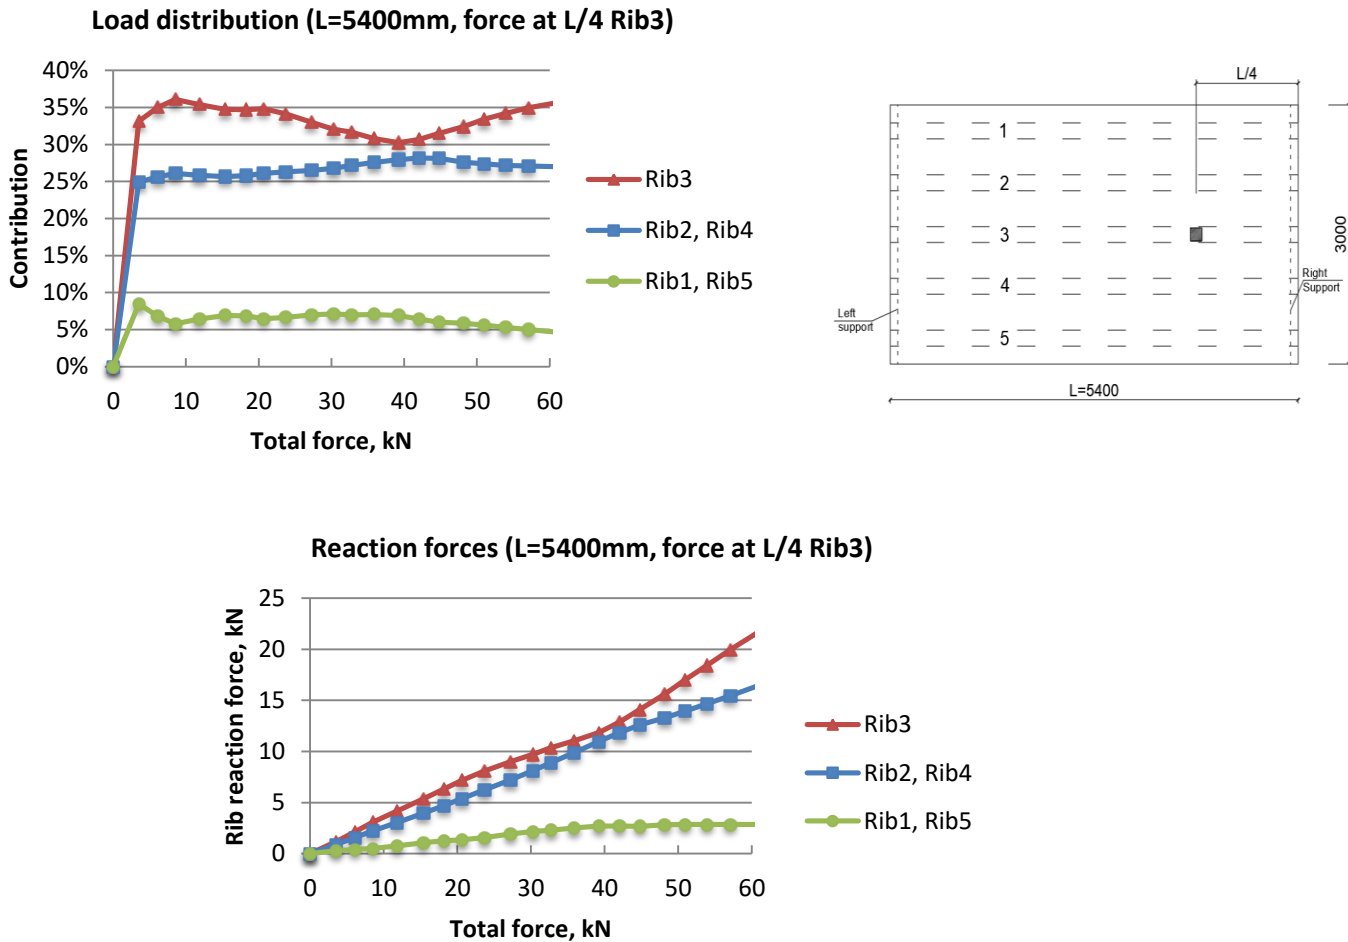 Load distribution (L=5400mm, force at L/4 Rib3)
40%
35%
30%
25%
20%
15%
10%
5%
0%
Contribution
0 10 20 30 40 50 60
Total force, kN
Rib3
Rib2, Rib4
Rib1, Rib5
L/4
1
2
3
4
5
3000
Left
support
Right
Support
L=5400
Reaction forces (L=5400mm, force at L/4 Rib3)
25
20
15
10
5
0
Rib reaction force, kN
0 10 20 30 40 50 60
Total force, kN
Rib3
Rib2, Rib4
Rib1, Rib5